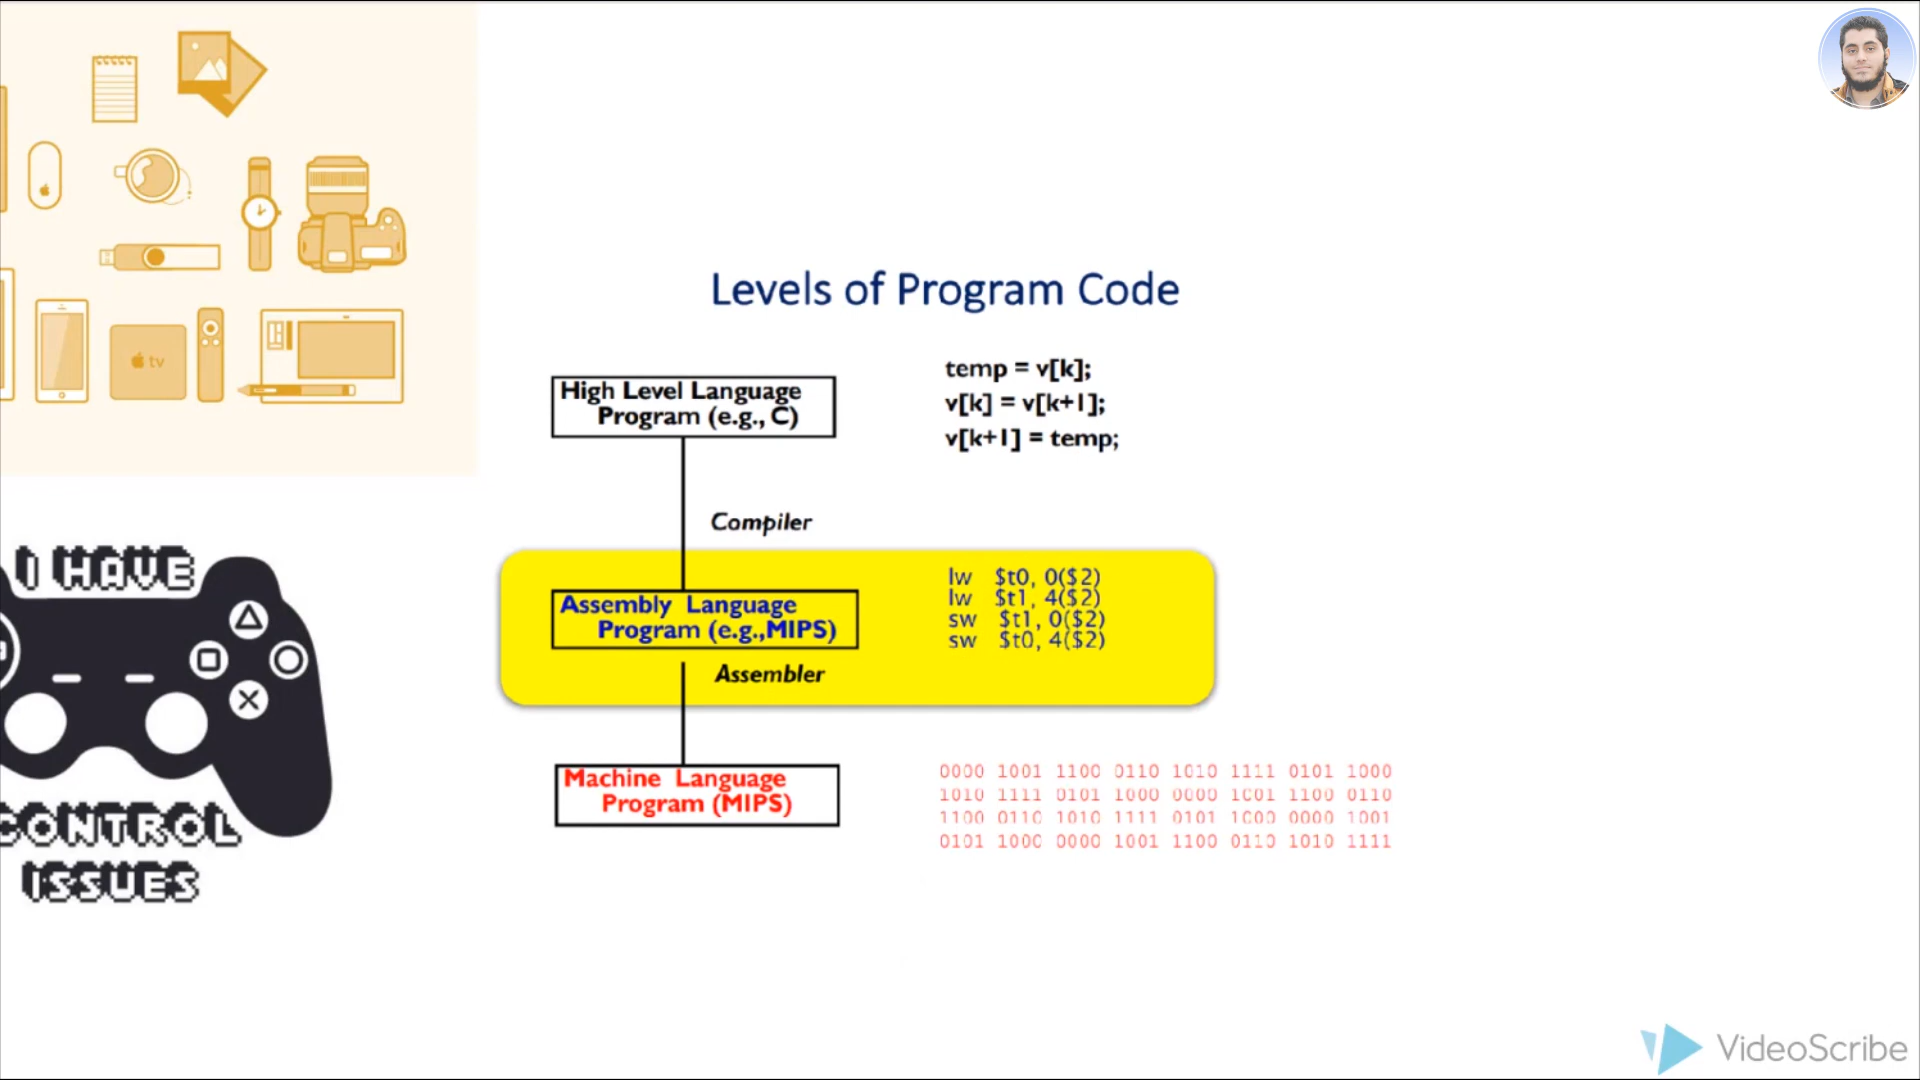 tv
I HAVE
CONTROL
ISSUES
Levels of Program Code
High Level Language
Program (e.g., C)
temp = v[k];
v[k] = v[k+1];
v[k+1] = temp;
Compiler
Assembly Language
Program (e.g.,MIPS)
lw $t0, 0($2)
lw $t1, 4($2)
sw $t1, 0($2)
sw $t0, 4($2)
Assembler
Machine Language
Program (MIPS)
0000 1001 1100 0110 1010 1111 0101 1000
1010 1111 0101 1000 0000 1001 1100 0110
1100 0110 1010 1111 0101 1000 0000 1001
0101 1000 0000 1001 1100 0110 1010 1111
VideoScribe